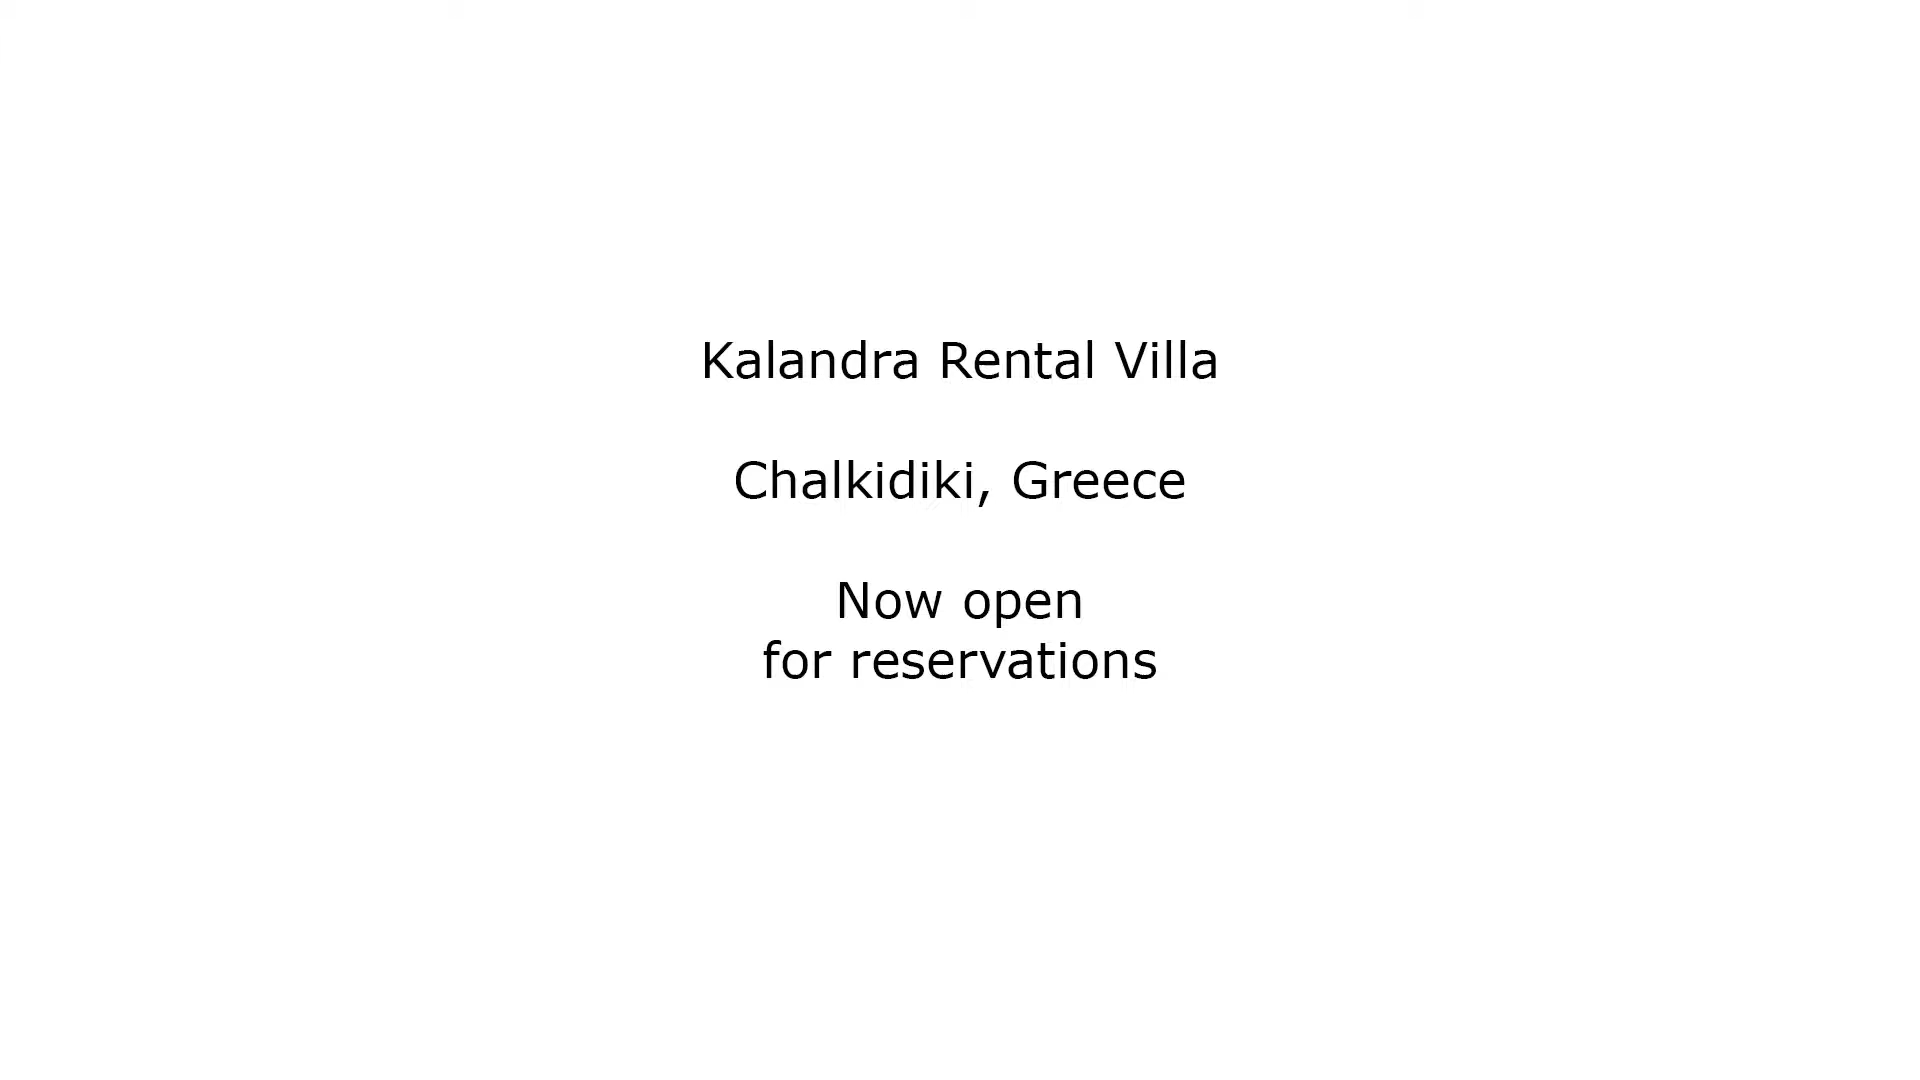 Kalandra Rental Villa
Chalkidiki, Greece
Now open
for reservations